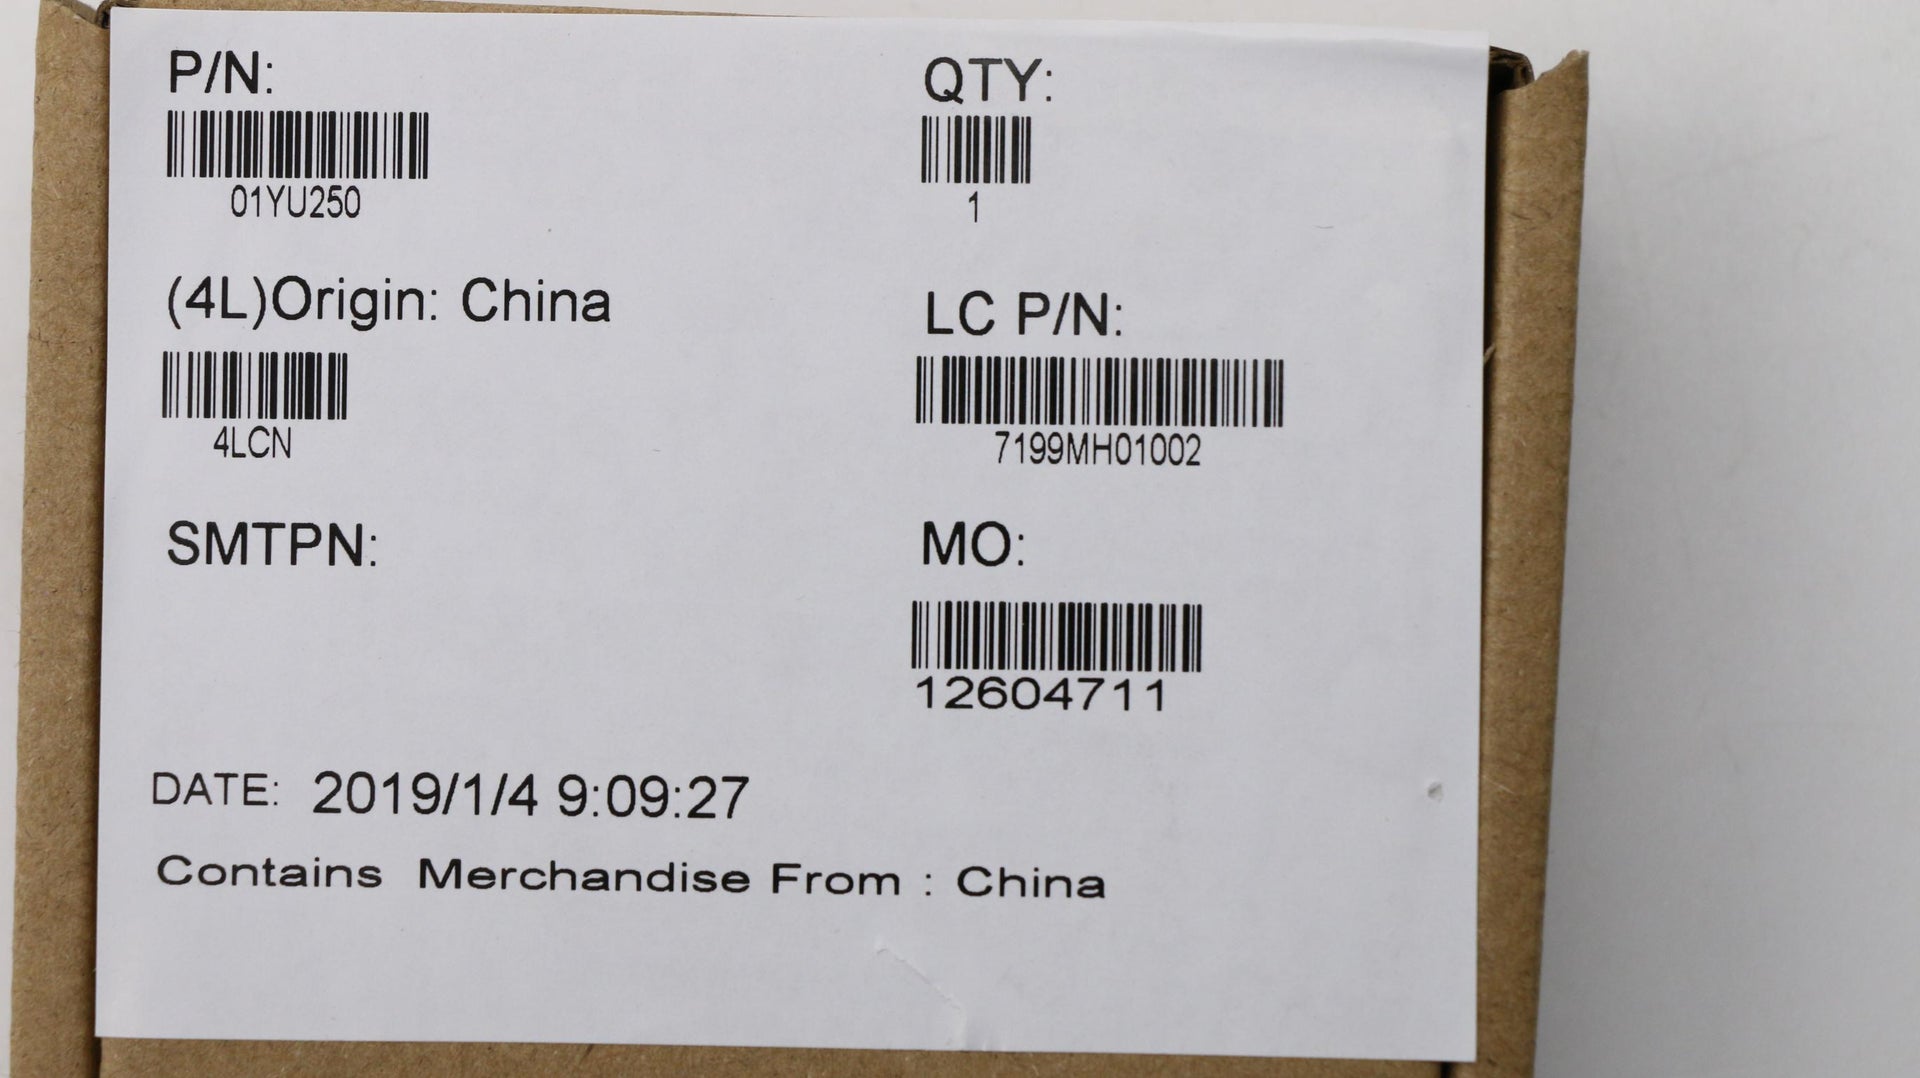 P/N:
01YU250
QTY:
1
(4L)Origin: China
4LCN
LC P/N:
7199MH01002
SMTPN:
MO:
12604711
DATE: 2019/1/4 9:09:27
Contains Merchandise From : China